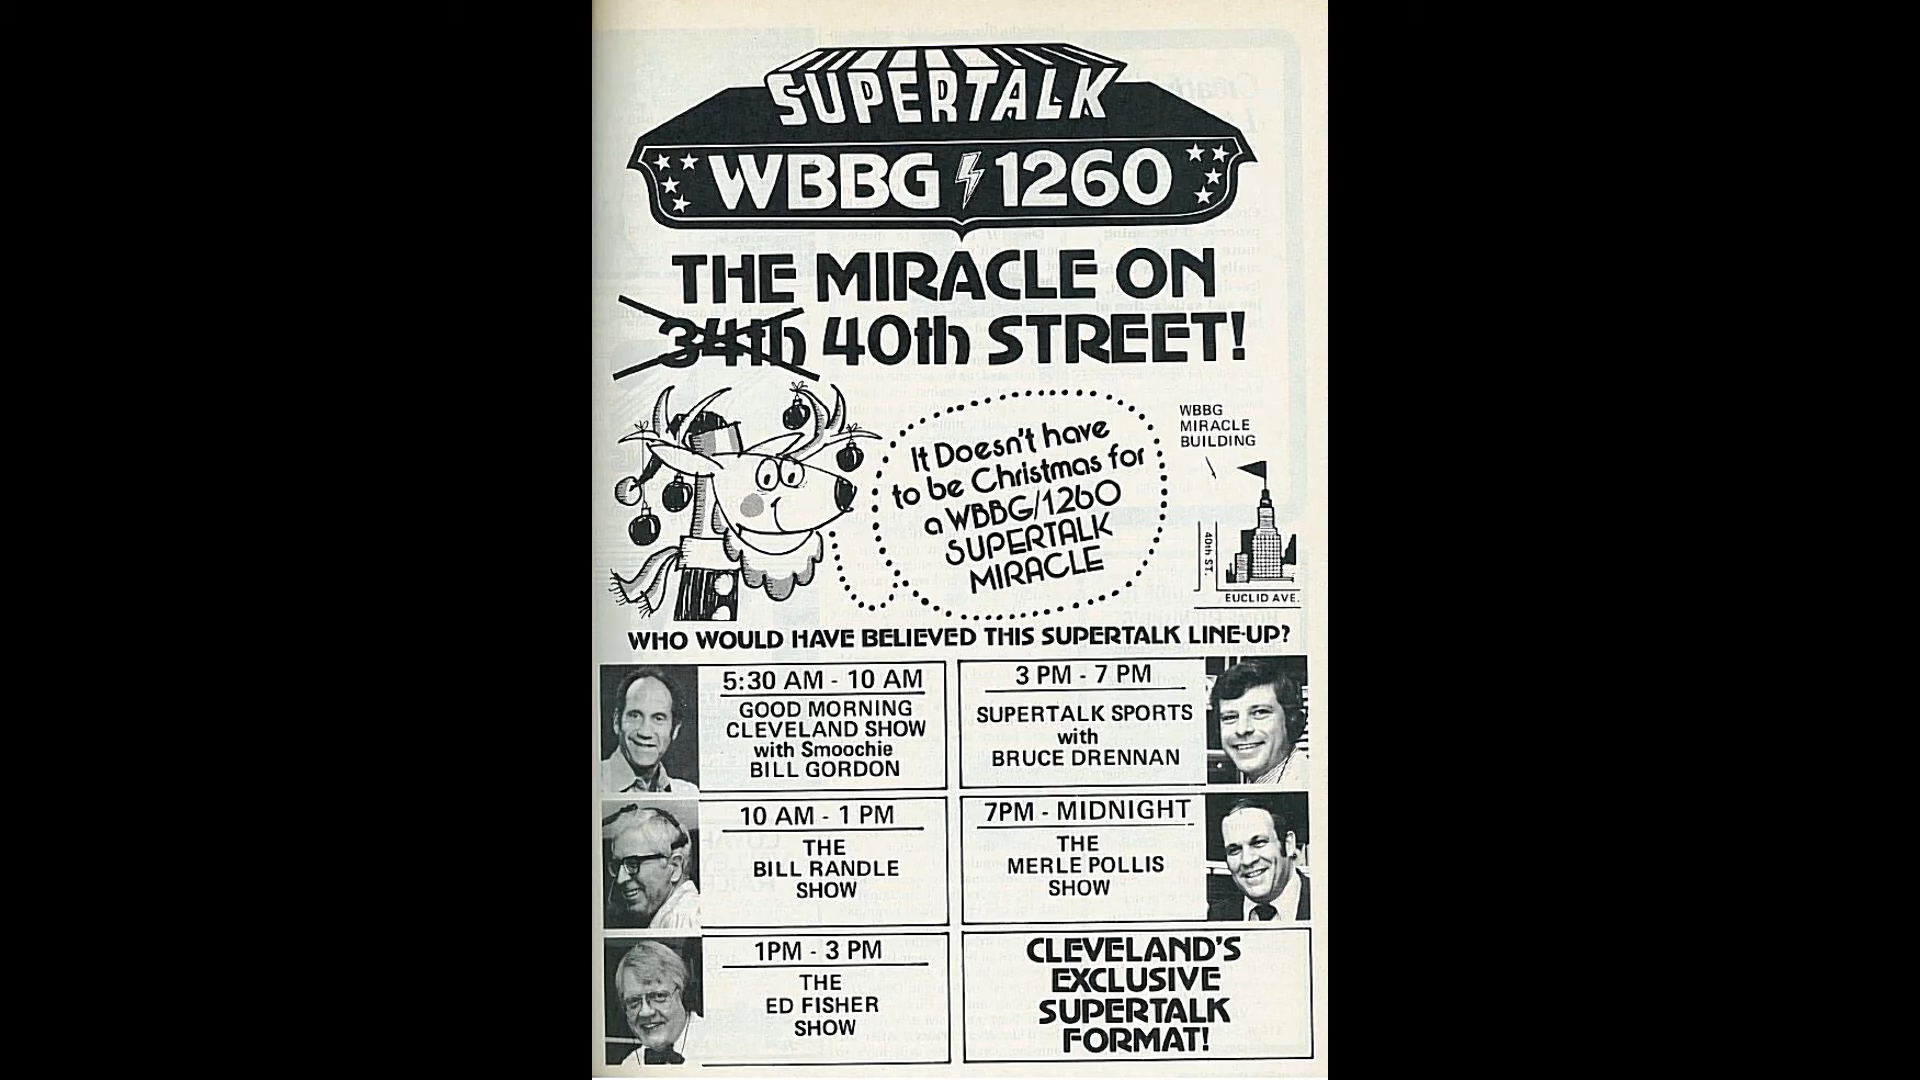 SUPERTALK
WBBG 1260
THE MIRACLE ON
34th 40th STREET!
It Doesn't have
to be Christmas for
a WBBG/1260
SUPERTALK
MIRACLE
WBBG
MIRACLE
BUILDING
40th ST.
EUCLID AVE.
WHO WOULD HAVE BELIEVED THIS SUPERTALK LINE-UP?
5:30 AM - 10 AM
GOOD MORNING
CLEVELAND SHOW
with Smoochie
BILL GORDON
3 PM - 7 PM
SUPERTALK SPORTS
with
BRUCE DRENNAN
10 AM - 1 PM
THE
BILL RANDLE
SHOW
7PM - MIDNIGHT
THE
MERLE POLLIS
SHOW
1PM - 3 PM
THE
ED FISHER
SHOW
CLEVELAND'S
EXCLUSIVE
SUPERTALK
FORMAT!